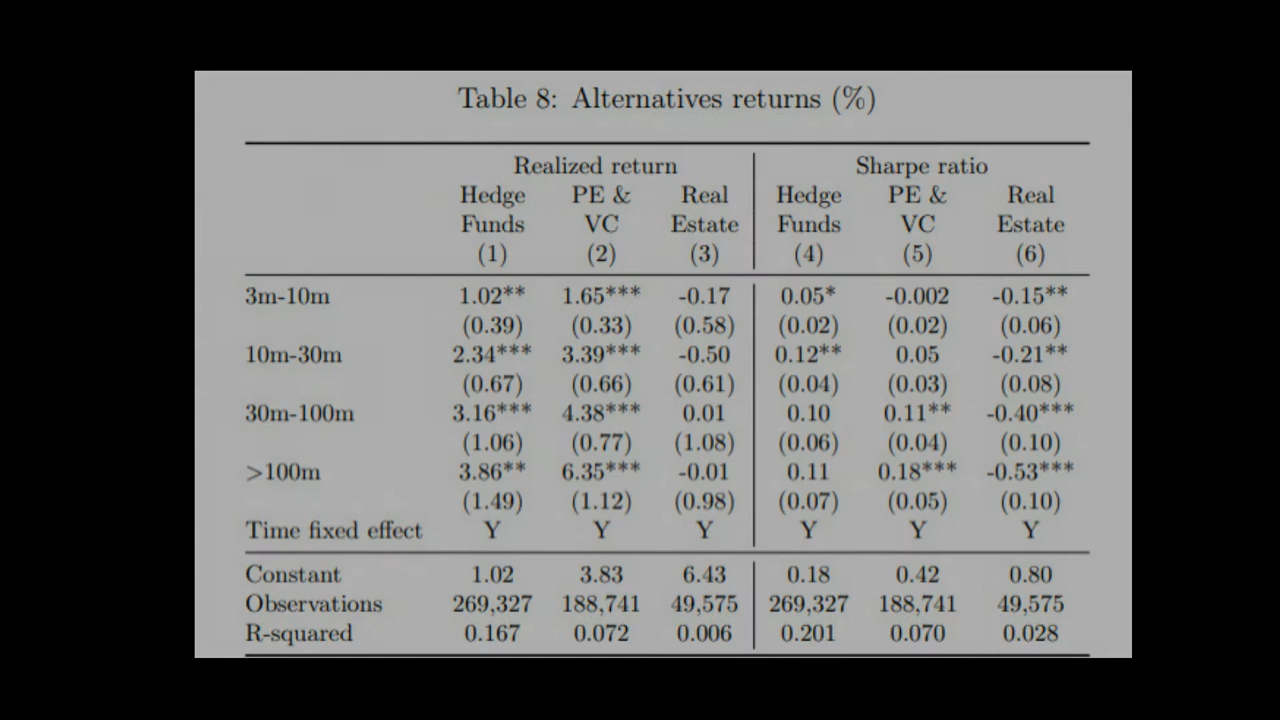 Table 8: Alternatives returns (%)
Realized return Sharpe ratio
Hedge PE & Real Hedge PE & Real
Funds VC Estate Funds VC Estate
(1) (2) (3) (4) (5) (6)
3m-10m 1.02** 1.65*** -0.17 0.05* -0.002 -0.15**
(0.39) (0.33) (0.58) (0.02) (0.02) (0.06)
10m-30m 2.34*** 3.39*** -0.50 0.12** 0.05 -0.21**
(0.67) (0.66) (0.61) (0.04) (0.03) (0.08)
30m-100m 3.16*** 4.38*** 0.01 0.10 0.11** -0.40***
(1.06) (0.77) (1.08) (0.06) (0.04) (0.10)
>100m 3.86** 6.35*** -0.01 0.11 0.18*** -0.53***
(1.49) (1.12) (0.98) (0.07) (0.05) (0.10)
Time fixed effect Y Y Y Y Y Y
Constant 1.02 3.83 6.43 0.18 0.42 0.80
Observations 269,327 188,741 49,575 269,327 188,741 49,575
R-squared 0.167 0.072 0.006 0.201 0.070 0.028